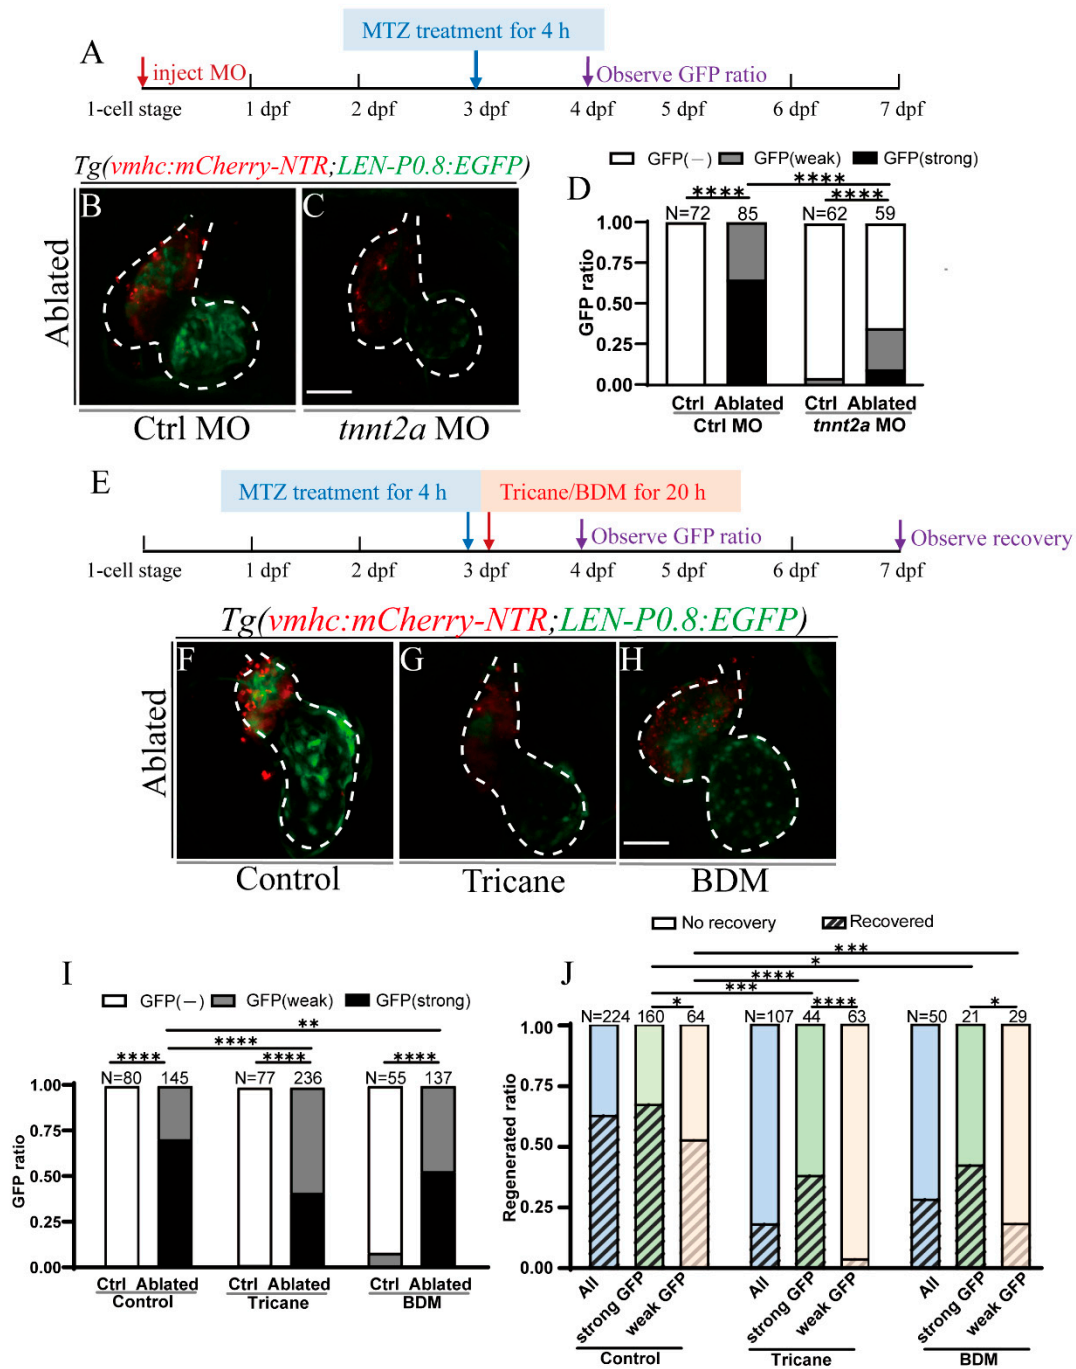 A
MTZ treatment for 4 h
inject MO
Observe GFP ratio
1-cell stage 1 dpf 2 dpf 3 dpf 4 dpf 5 dpf 6 dpf 7 dpf
Tg(vmhc:mCherry-NTR;LEN-P0.8:EGFP)
Ablated
B
C
Ctrl MO
tnnt2a MO
D
GFP(−) GFP(weak) GFP(strong)
**** ****
****
N=72 85 N=62 59
GFP ratio
1.00
0.75
0.50
0.25
0.00
Ctrl Ablated Ctrl Ablated
Ctrl MO tnnt2a MO
E
MTZ treatment for 4 h
Tricane/BDM for 20 h
Observe GFP ratio
Observe recovery
1-cell stage 1 dpf 2 dpf 3 dpf 4 dpf 5 dpf 6 dpf 7 dpf
Tg(vmhc:mCherry-NTR;LEN-P0.8:EGFP)
Ablated
F
G
H
Control
Tricane
BDM
I
GFP(−) GFP(weak) GFP(strong)
**
****
**** **** ****
N=80 145 N=77 236 N=55 137
GFP ratio
1.00
0.75
0.50
0.25
0.00
Ctrl Ablated Ctrl Ablated Ctrl Ablated
Control Tricane BDM
J
No recovery Recovered
***
*
****
***
* **** *
N=224 160 64 N=107 44 63 N=50 21 29
Regenerated ratio
1.00
0.75
0.50
0.25
0.00
All strong GFP weak GFP All strong GFP weak GFP All strong GFP weak GFP
Control Tricane BDM